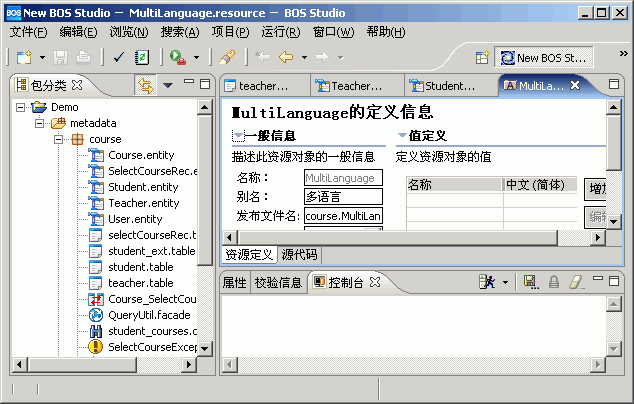 New BOS Studio — MultiLanguage.resource — BOS Studio
文件(F) 编辑(E) 浏览(N) 搜索(A) 项目(P) 运行(R) 窗口(W) 帮助(H)
New BOS St...
包分类
Demo
metadata
course
Course.entity
SelectCourseRec.e
Student.entity
Teacher.entity
User.entity
selectCourseRec.t
student_ext.table
student.table
teacher.table
Course_SelectCou
QueryUtil.facade
student_courses.c
SelectCourseExcep
teacher... Teacher... Student... MultiLa...
MultiLanguage的定义信息
一般信息
描述此资源对象的一般信息
名称：
MultiLanguage
别名：
多语言
发布文件名:
course.MultiLan
值定义
定义资源对象的值
名称 中文 (简体)
增加
编辑
资源定义 源代码
属性 校验信息 控制台